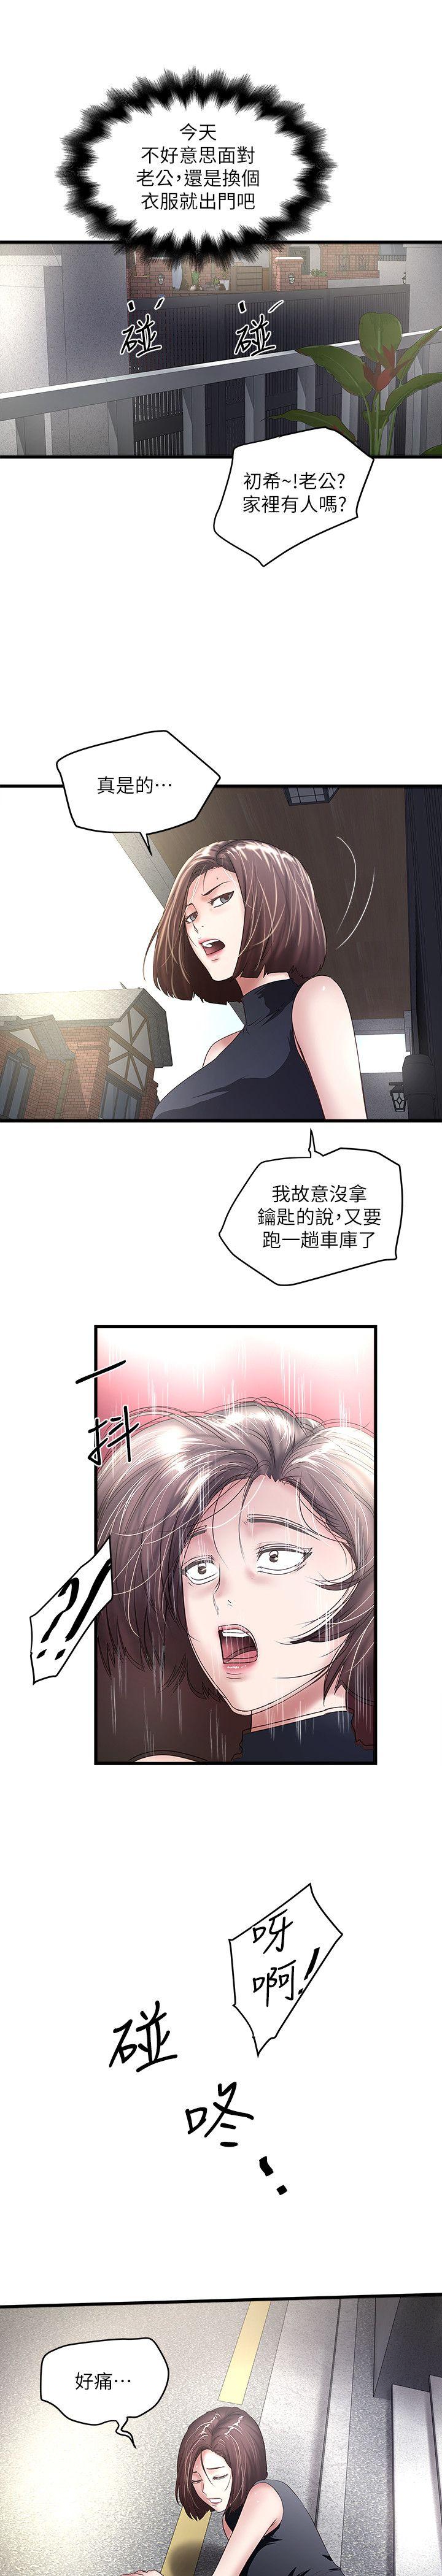 今天
不好意思面對
老公，還是換個
衣服就出門吧
碰
碰
初希~!老公?
家裡有人嗎?
真是的…
我故意沒拿
鑰匙的說，又要
跑一趟車庫了
一
抖
??
呀
啊!
碰
咚
好痛…